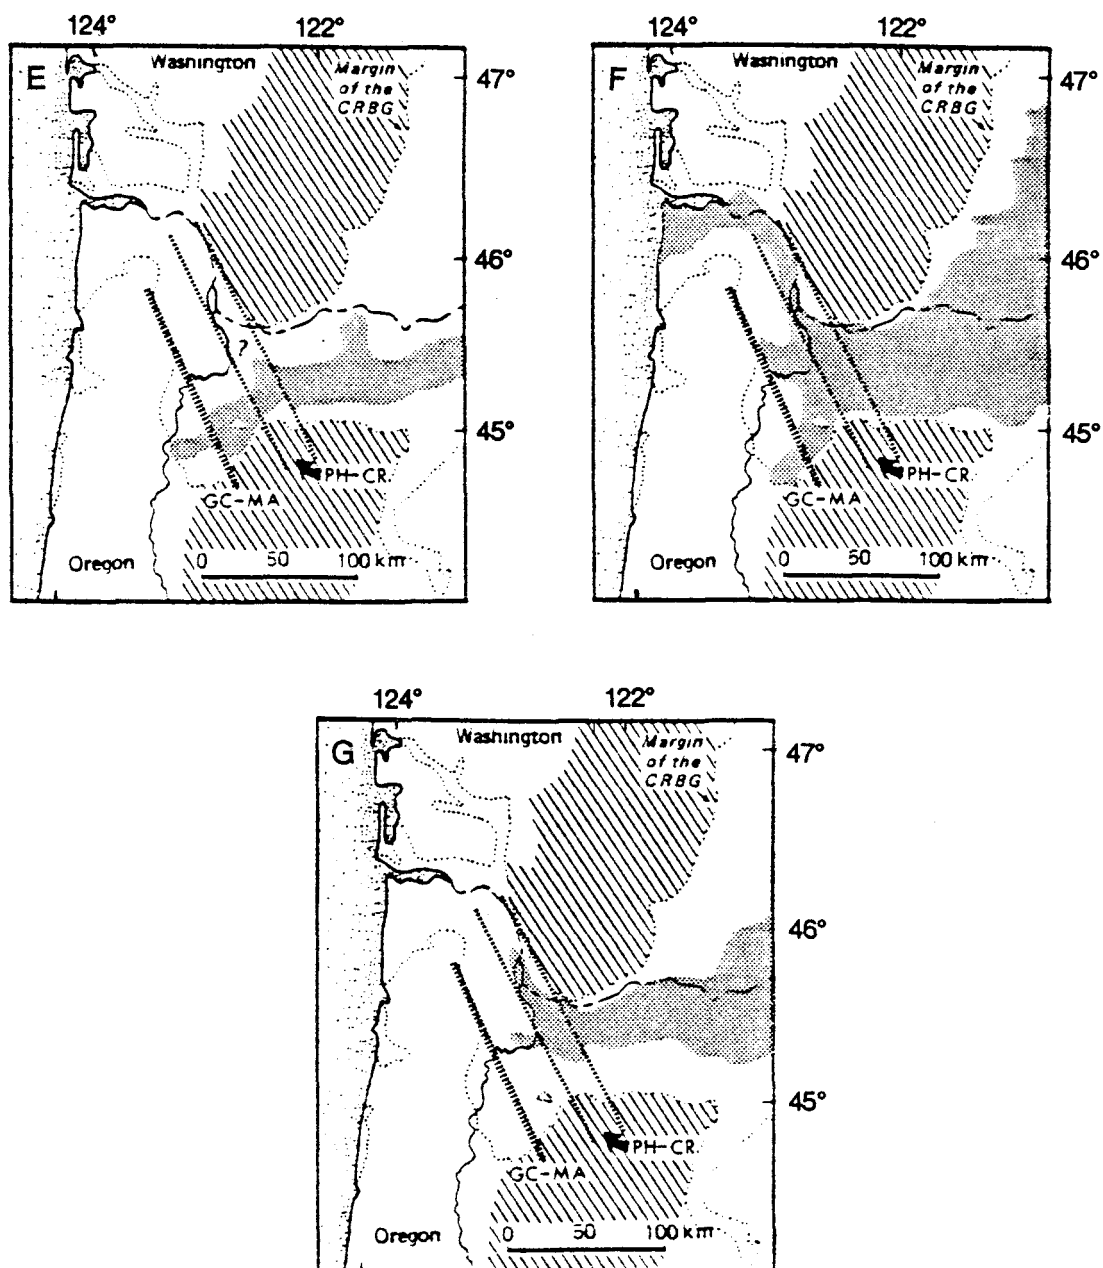 124° 122°
E
Washington
Margin
of the
CRBG
47°
46°
?
45°
PH-CR
GC-MA
Oregon
0 50 100 km
124° 122°
F
Washington
Margin
of the
CRBG
47°
46°
45°
PH-CR
GC-MA
Oregon
0 50 100 km
124° 122°
G
Washington
Margin
of the
CRBG
47°
46°
45°
?
PH-CR
GC-MA
Oregon
0 50 100 km